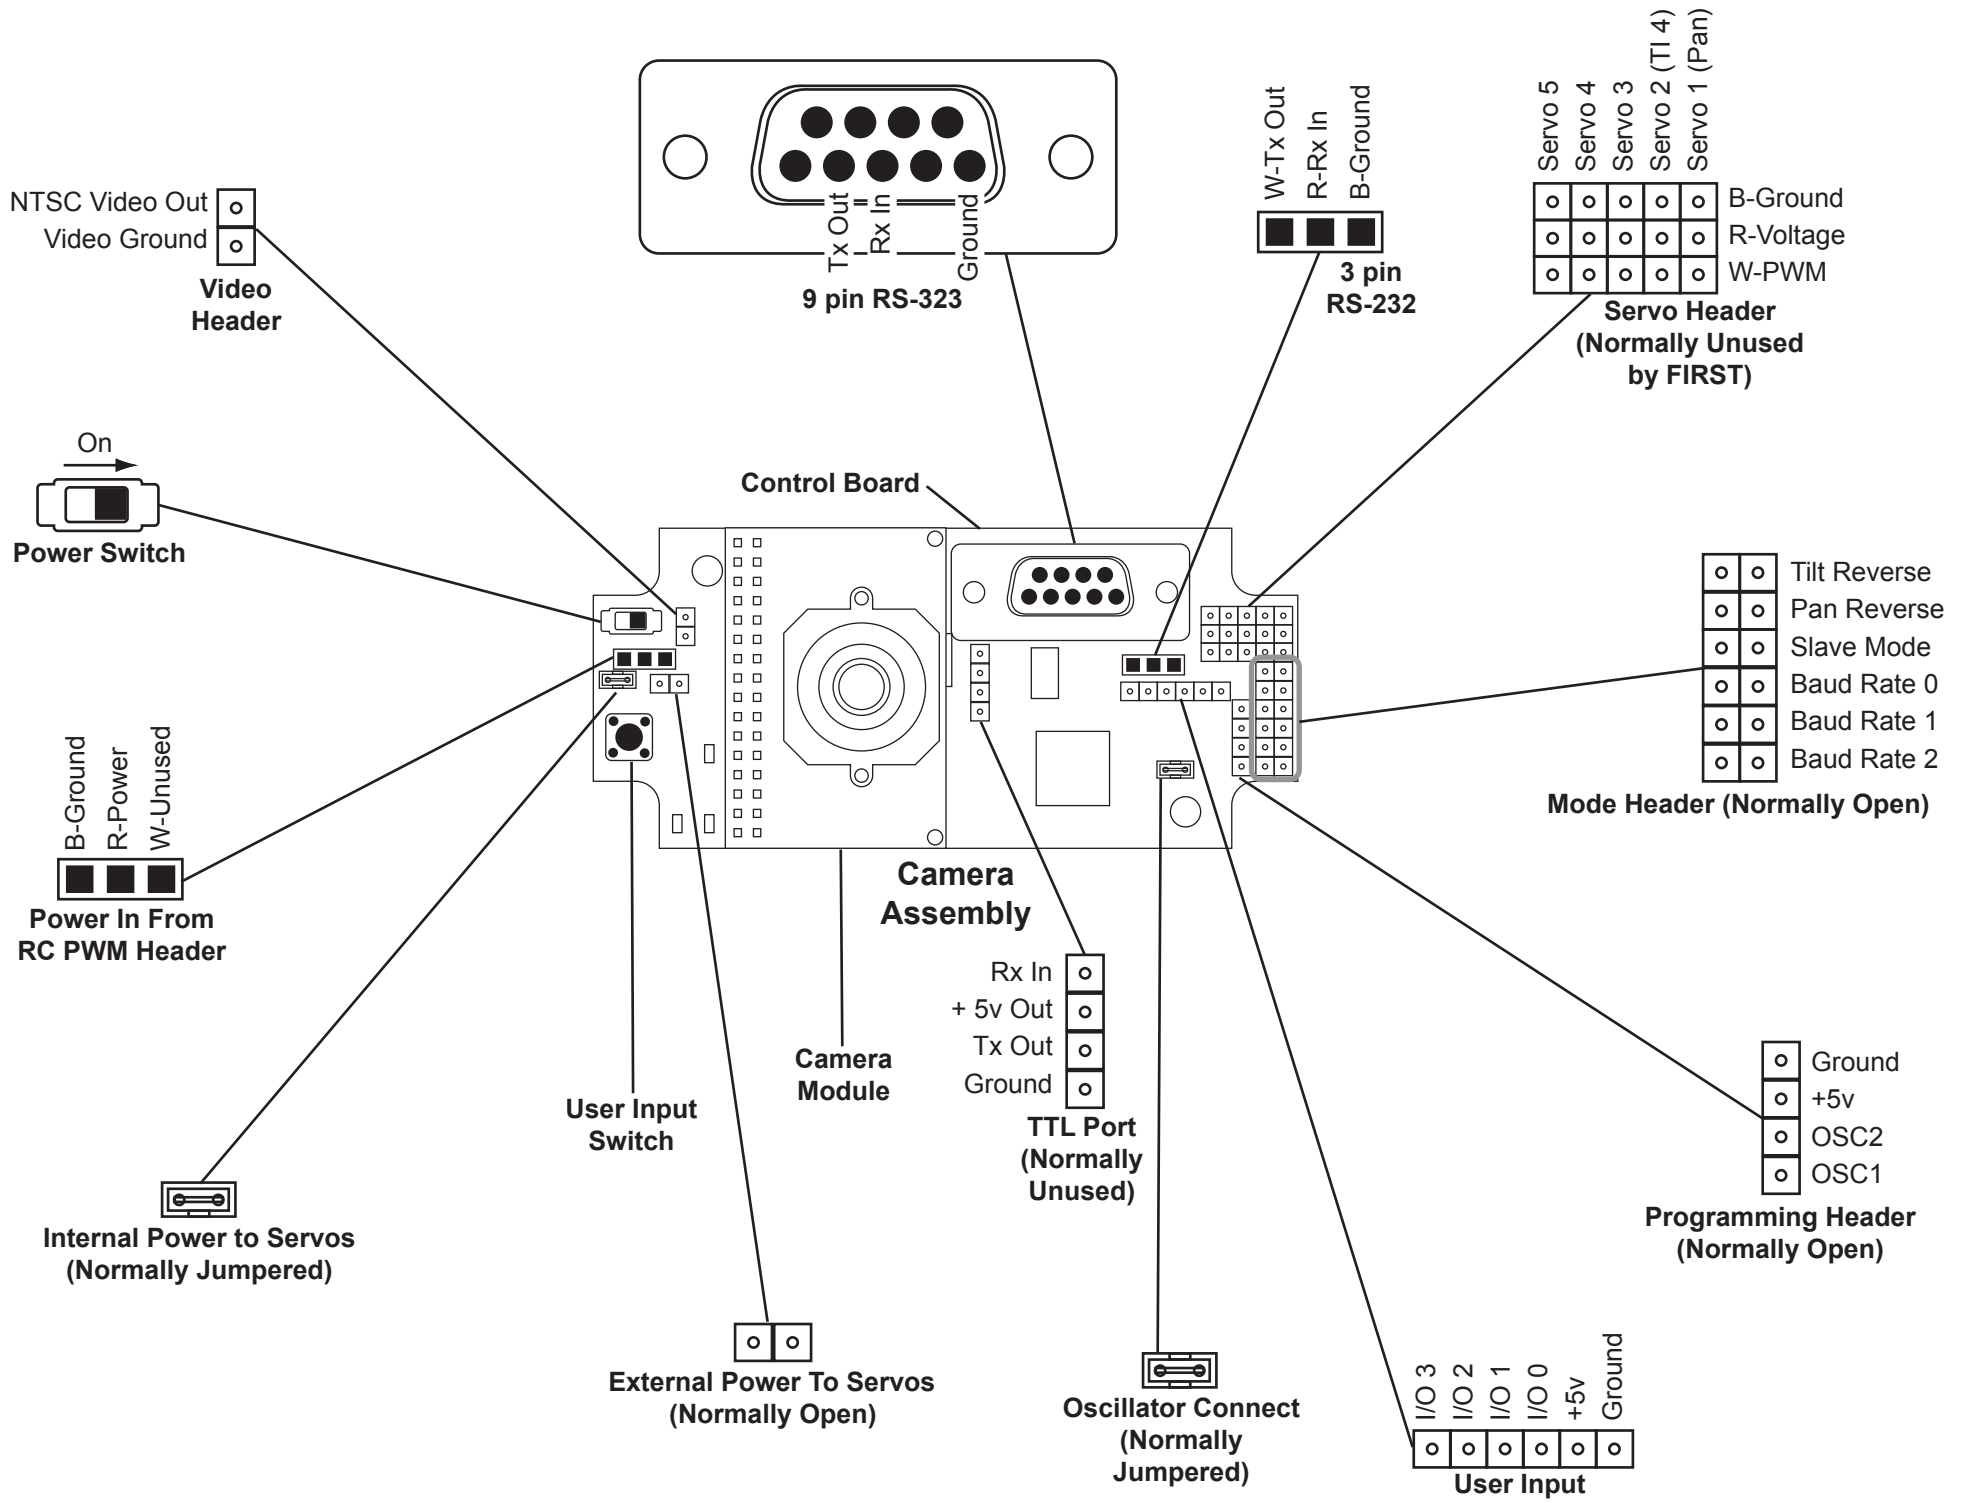 Servo 5
Servo 4
Servo 3
Servo 2 (TI 4)
Servo 1 (Pan)
B-Ground
R-Voltage
W-PWM
Servo Header
(Normally Unused
by FIRST)
W-Tx Out
R-Rx In
B-Ground
3 pin
RS-232
Tx Out
Rx In
Ground
9 pin RS-323
NTSC Video Out
Video Ground
Video
Header
On
Power Switch
Control Board
Tilt Reverse
Pan Reverse
Slave Mode
Baud Rate 0
Baud Rate 1
Baud Rate 2
Mode Header (Normally Open)
B-Ground
R-Power
W-Unused
Power In From
RC PWM Header
Camera
Assembly
Rx In
+ 5v Out
Tx Out
Ground
TTL Port
(Normally
Unused)
Camera
Module
User Input
Switch
Ground
+5v
OSC2
OSC1
Programming Header
(Normally Open)
Internal Power to Servos
(Normally Jumpered)
External Power To Servos
(Normally Open)
Oscillator Connect
(Normally
Jumpered)
I/O 3
I/O 2
I/O 1
I/O 0
+5v
Ground
User Input